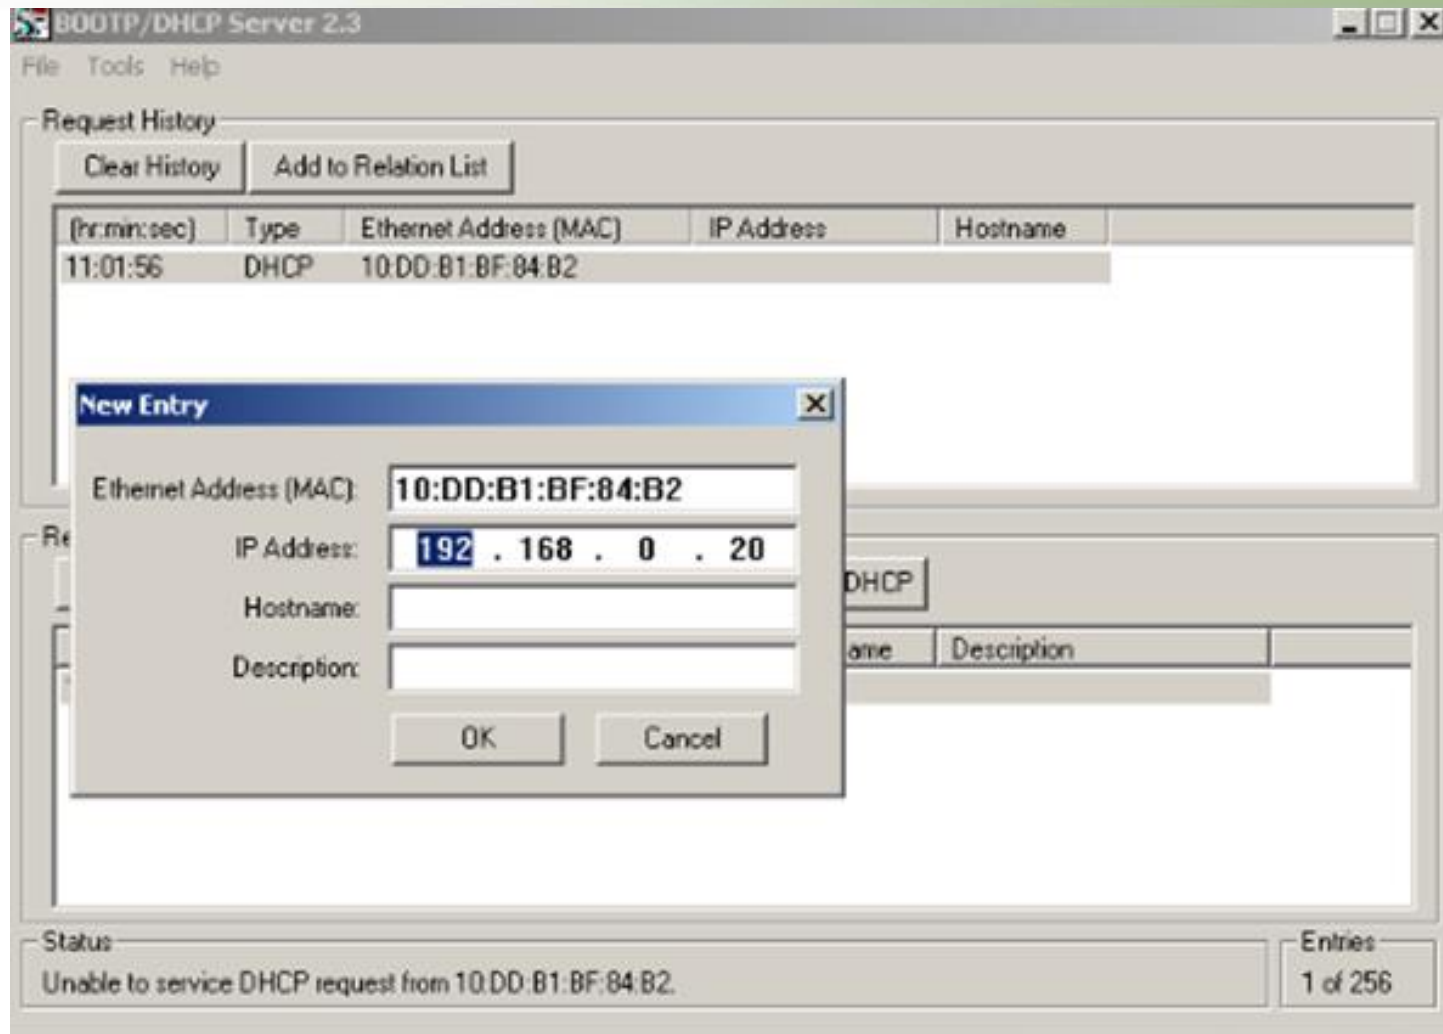 BOOTP/DHCP Server 2.3
File Tools Help
Request History
Clear History Add to Relation List
(hr:min:sec) Type Ethernet Address (MAC) IP Address Hostname
11:01:56 DHCP 10:DD:B1:BF:84:B2
New Entry
Ethernet Address (MAC): 10:DD:B1:BF:84:B2
Re
IP Address: 192 . 168 . 0 . 20
DHCP
Hostname:
ame Description
Description:
OK Cancel
Status
Unable to service DHCP request from 10:DD:B1:BF:84:B2.
Entries
1 of 256